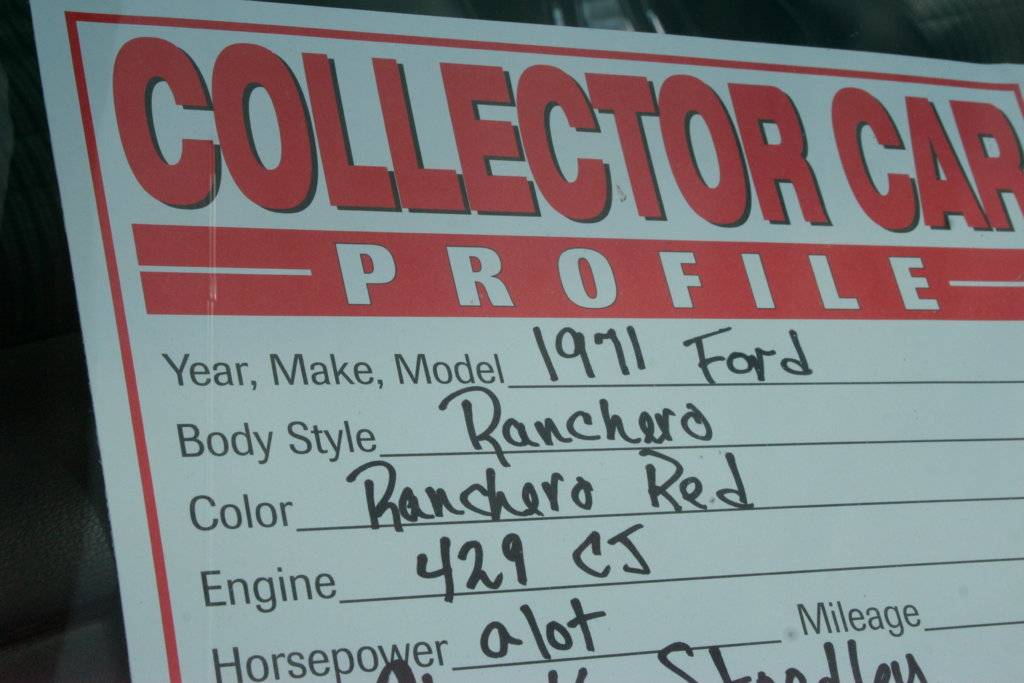 COLLECTOR CAR
PROFILE
Year, Make, Model 1971 Ford
Body Style Ranchero
Color Ranchero Red
Engine 429 CJ
Horsepower alot Mileage